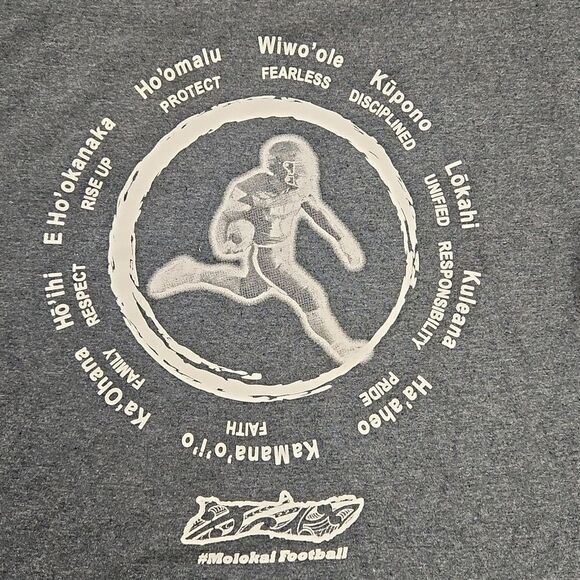 Wiwo'ole
FEARLESS
Kūpono
DISCIPLINED
Lōkahi
UNIFIED
Kuleana
RESPONSIBILITY
Ha'aheo
PRIDE
KaMana'o'i'o
FAITH
Ka'Ohana
FAMILY
Hō'ihi
RESPECT
E Ho'okanaka
RISE UP
Ho'omalu
PROTECT
#Molokai Football